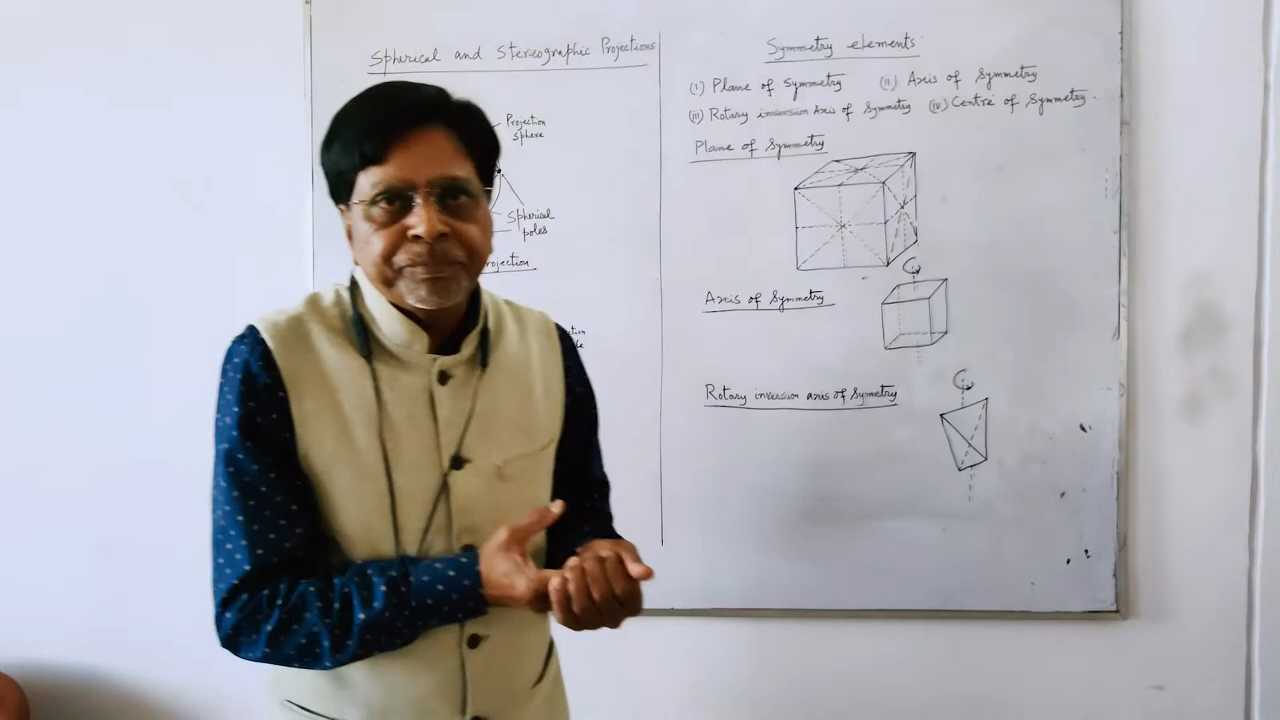 Spherical and Stereographic Projections
Projection
sphere
Spherical
poles
Symmetry elements
(i) Plane of Symmetry (ii) Axis of Symmetry
(iii) Rotary inversion Axis of Symmetry (iv) Centre of Symmetry.
Plane of Symmetry
Axis of Symmetry
Rotary inversion axis of Symmetry